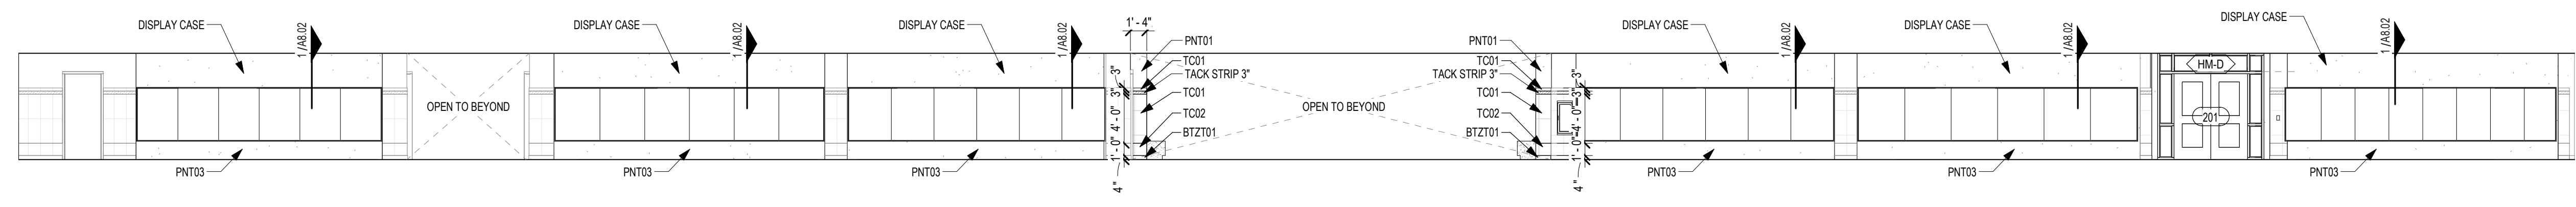 DISPLAY CASE
1 /A8.02
DISPLAY CASE
1 /A8.02
DISPLAY CASE
1 /A8.02
1' - 4"
PNT01
TC01
TACK STRIP 3"
TC01
TC02
BTZT01
3"
3"
4' - 0"
1' - 0"
4"
OPEN TO BEYOND
OPEN TO BEYOND
PNT01
TC01
TACK STRIP 3"
TC01
TC02
BTZT01
3"
3"
4' - 0"
1' - 0"
4"
DISPLAY CASE
1 /A8.02
DISPLAY CASE
1 /A8.02
HM-D
201
DISPLAY CASE
1 /A8.02
PNT03
PNT03
PNT03
PNT03
PNT03
PNT03